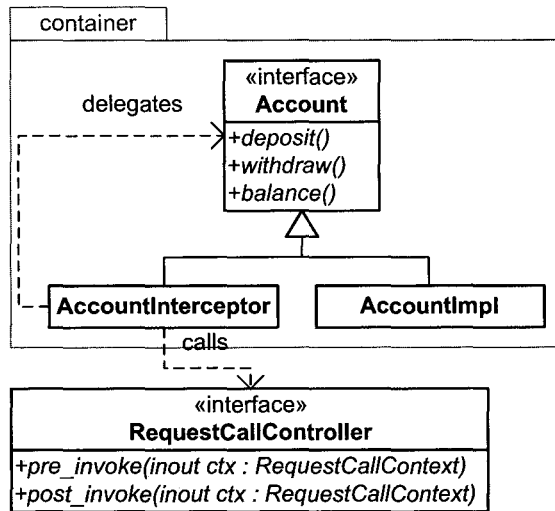 container
«interface»
Account
delegates
+deposit()
+withdraw()
+balance()
AccountInterceptor
AccountImpl
calls
«interface»
RequestCallController
+pre_invoke(inout ctx : RequestCallContext)
+post_invoke(inout ctx : RequestCallContext)